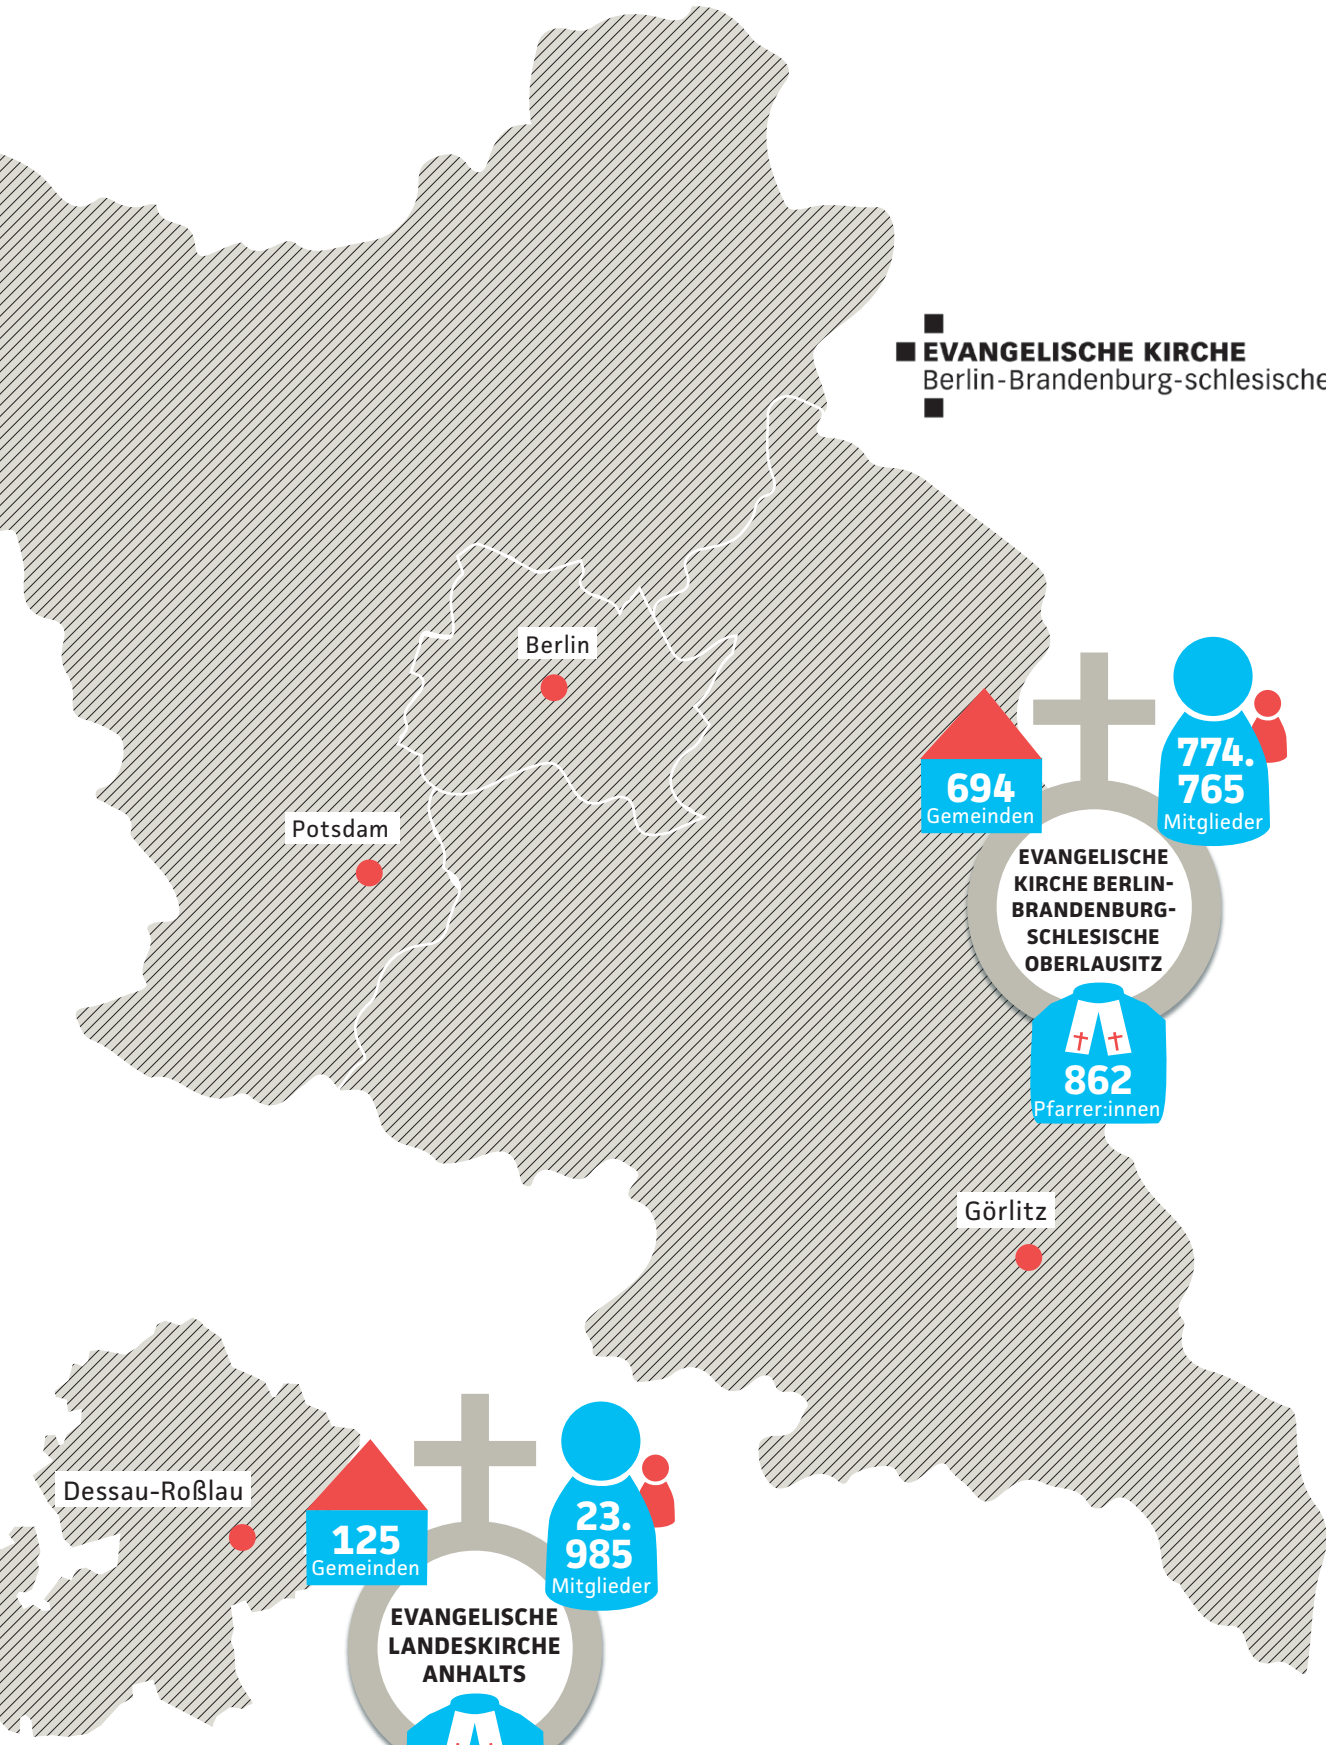 EVANGELISCHE KIRCHE
Berlin-Brandenburg-schlesische
Berlin
Potsdam
694
Gemeinden
774.
765
Mitglieder
EVANGELISCHE
KIRCHE BERLIN-
BRANDENBURG-
SCHLESISCHE
OBERLAUSITZ
862
Pfarrer:innen
Görlitz
Dessau-Roßlau
125
Gemeinden
23.
985
Mitglieder
EVANGELISCHE
LANDESKIRCHE
ANHALTS